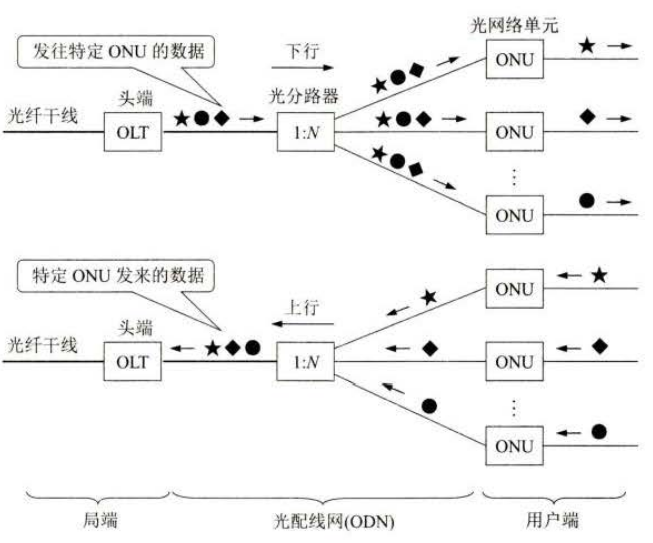 光网络单元
发往特定 ONU 的数据
下行
ONU
头端
光分路器
光纤干线
OLT
1:N
ONU
⋮
ONU
特定 ONU 发来的数据
上行
ONU
头端
光纤干线
OLT
1:N
ONU
⋮
ONU
局端
光配线网(ODN)
用户端